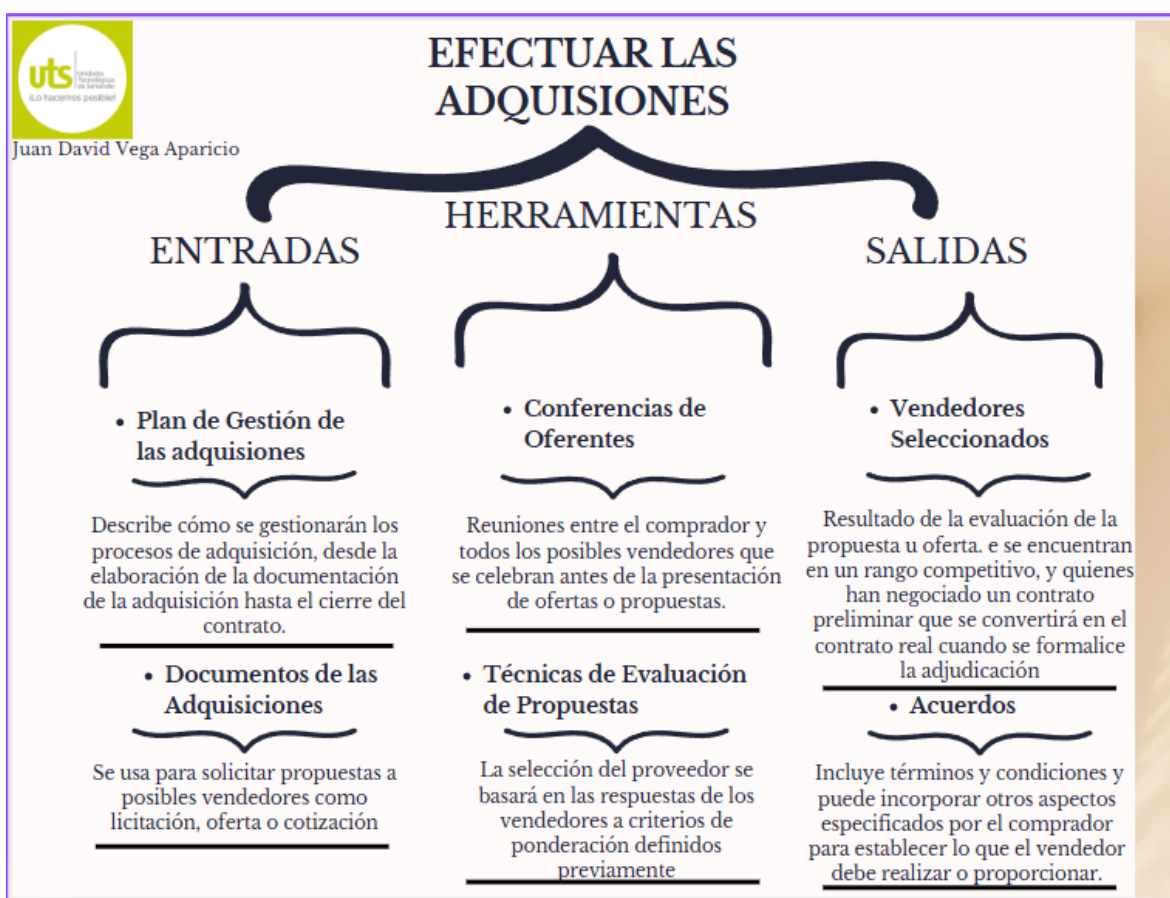 uts
Unidades
Tecnológicas
de Santander
¡Lo hacemos posible!
Juan David Vega Aparicio
EFECTUAR LAS
ADQUISIONES
ENTRADAS
HERRAMIENTAS
SALIDAS
• Plan de Gestión de
las adquisiones
Describe cómo se gestionarán los
procesos de adquisición, desde la
elaboración de la documentación
de la adquisición hasta el cierre del
contrato.
• Documentos de las
Adquisiciones
Se usa para solicitar propuestas a
posibles vendedores como
licitación, oferta o cotización
• Conferencias de
Oferentes
Reuniones entre el comprador y
todos los posibles vendedores que
se celebran antes de la presentación
de ofertas o propuestas.
• Técnicas de Evaluación
de Propuestas
La selección del proveedor se
basará en las respuestas de los
vendedores a criterios de
ponderación definidos
previamente
• Vendedores
Seleccionados
Resultado de la evaluación de la
propuesta u oferta. e se encuentran
en un rango competitivo, y quienes
han negociado un contrato
preliminar que se convertirá en el
contrato real cuando se formalice
la adjudicación
• Acuerdos
Incluye términos y condiciones y
puede incorporar otros aspectos
especificados por el comprador
para establecer lo que el vendedor
debe realizar o proporcionar.